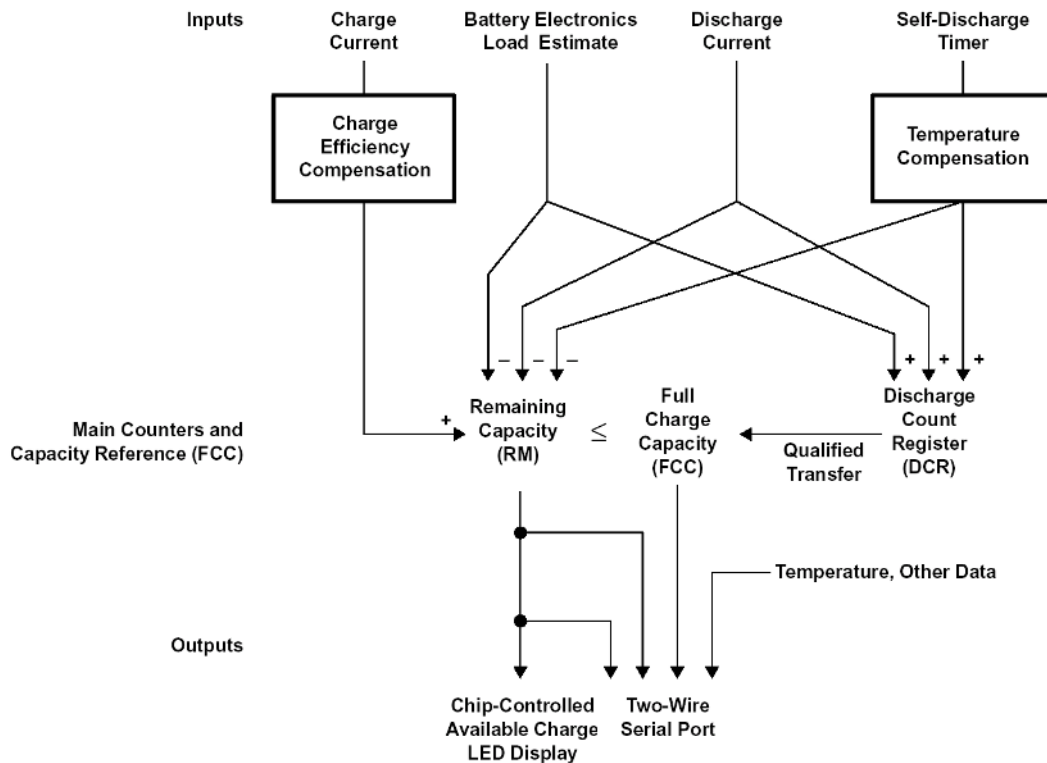 Inputs
Charge
Current
Battery Electronics
Load Estimate
Discharge
Current
Self-Discharge
Timer
Charge
Efficiency
Compensation
Temperature
Compensation
– – –
+ + +
Main Counters and
Capacity Reference (FCC)
+
Remaining
Capacity
(RM)
≤
Full
Charge
Capacity
(FCC)
Qualified
Transfer
Discharge
Count
Register
(DCR)
Temperature, Other Data
Outputs
Chip-Controlled
Available Charge
LED Display
Two-Wire
Serial Port